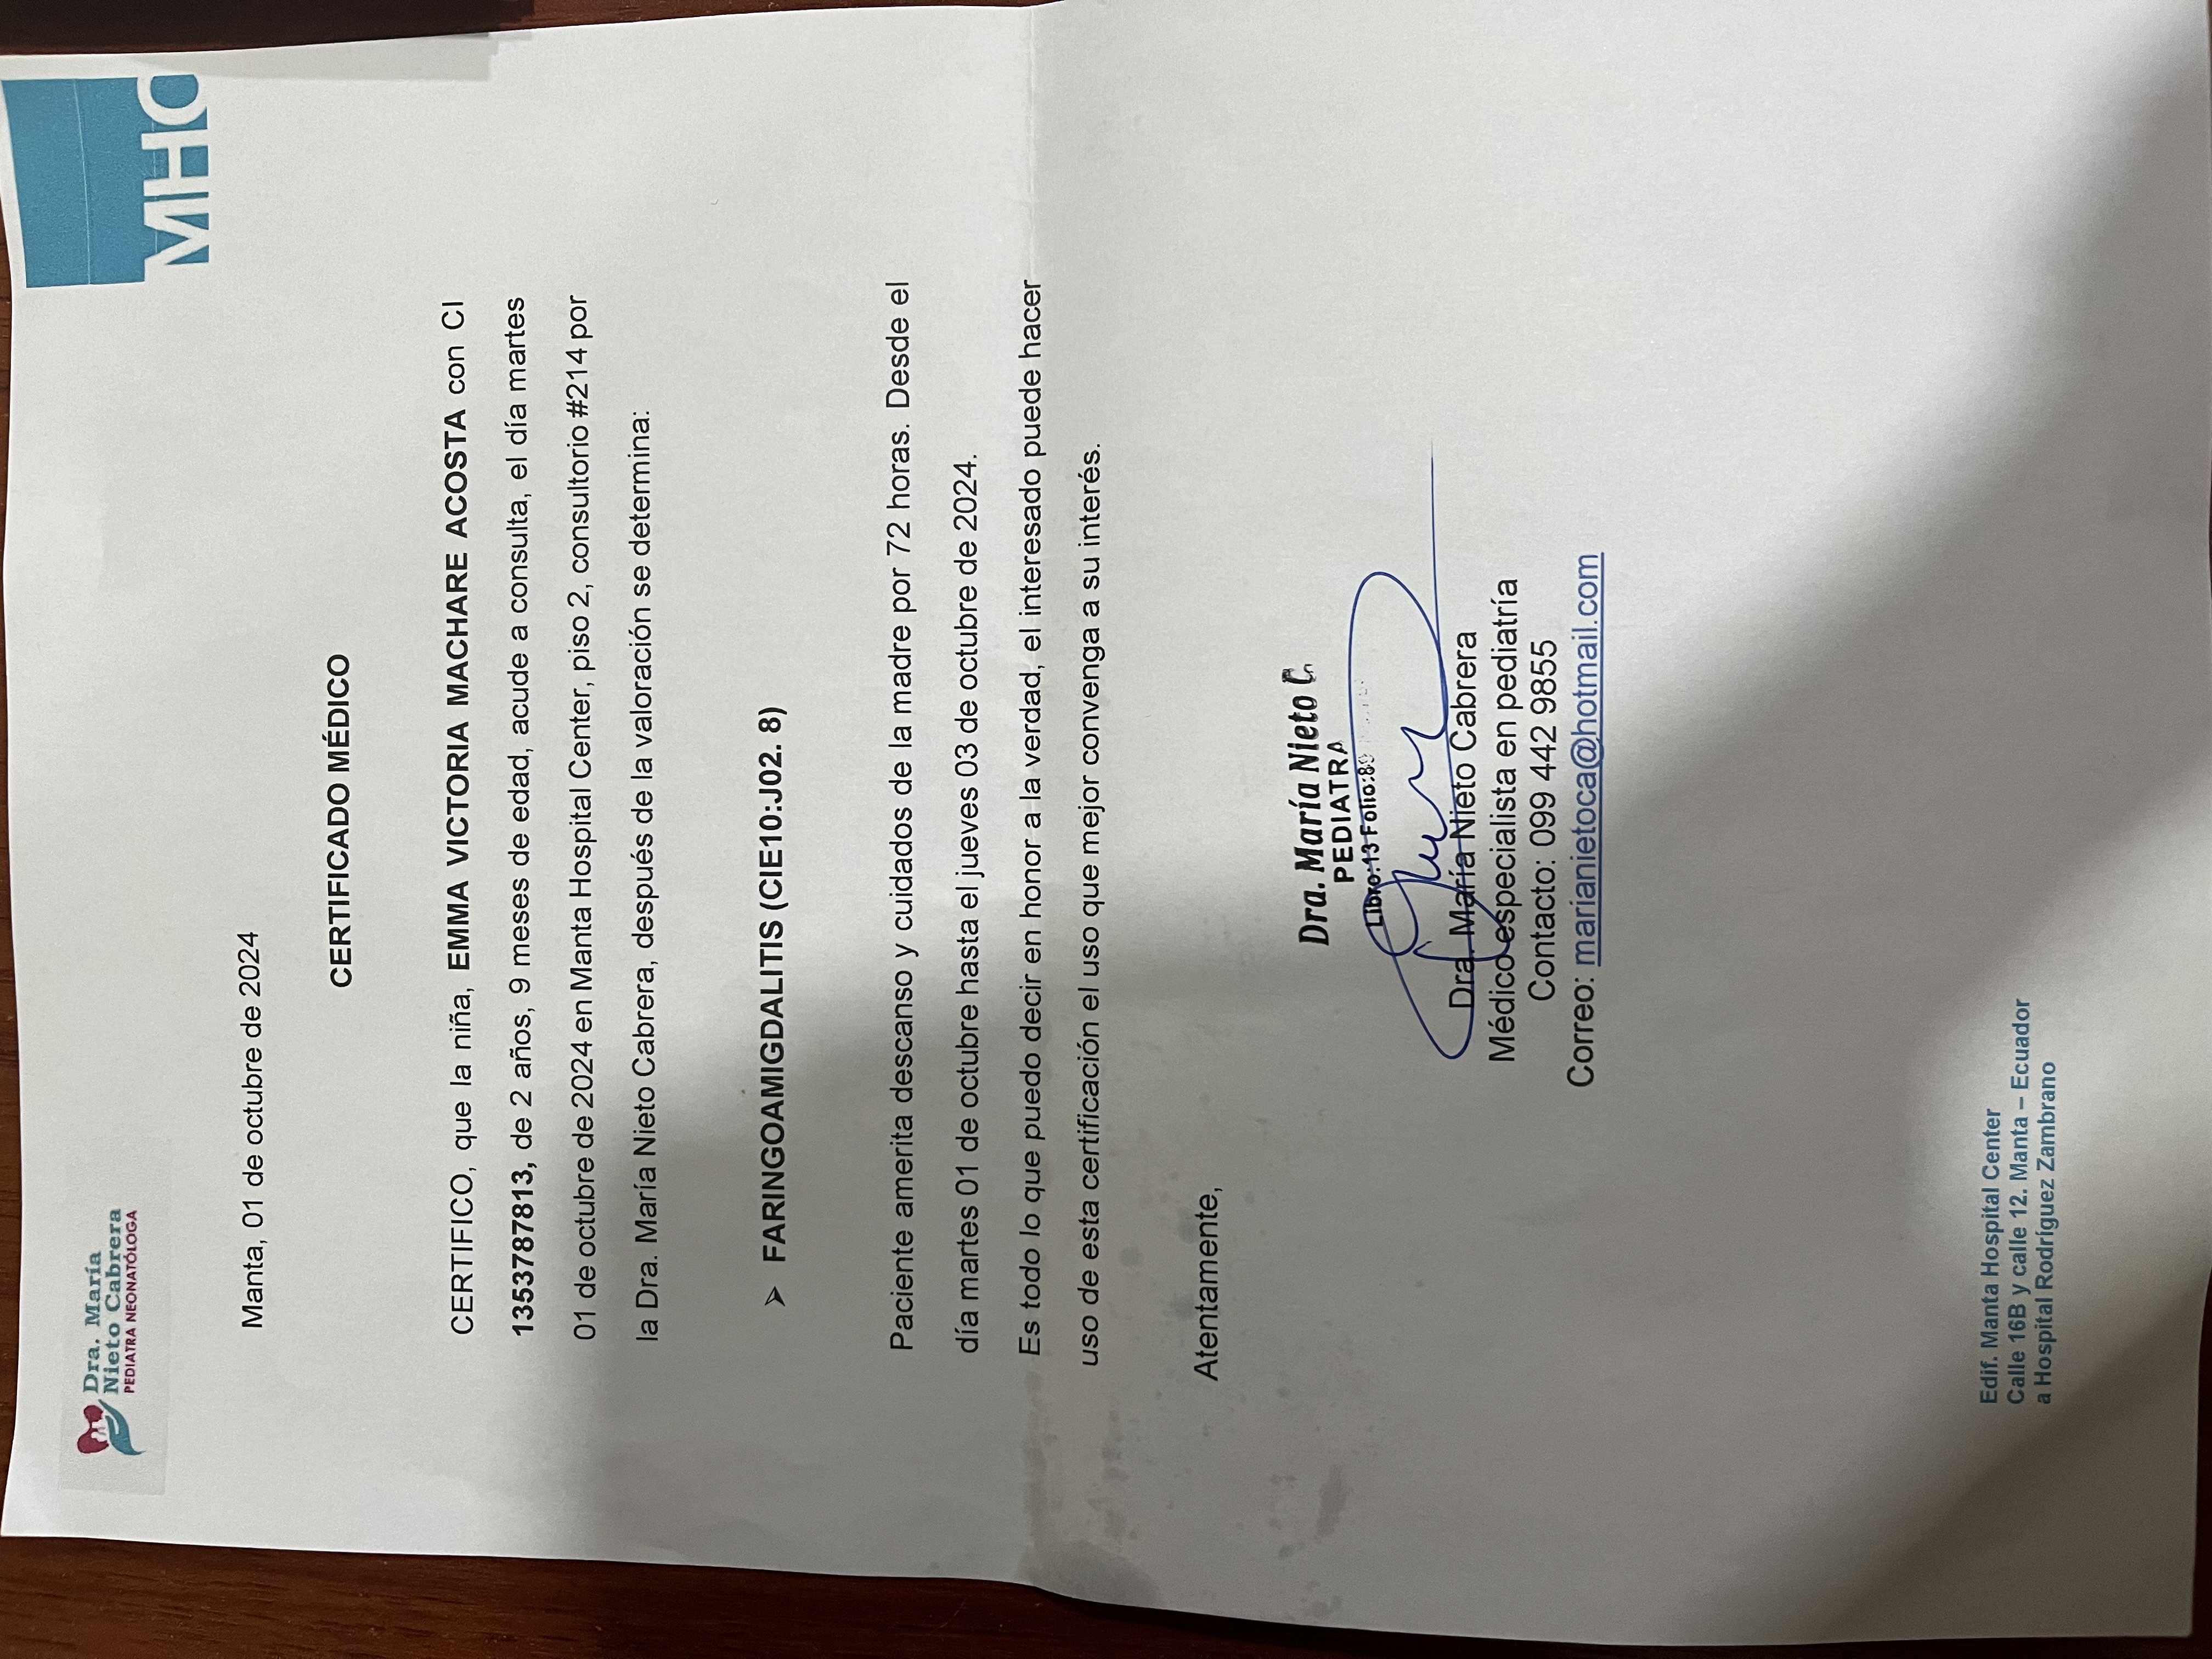 Dra. María
Nieto Cabrera
PEDIATRA NEONATÓLOGA
MHC
Manta, 01 de octubre de 2024
CERTIFICADO MÉDICO
CERTIFICO, que la niña, EMMA VICTORIA MACHARE ACOSTA con CI
1353787813, de 2 años, 9 meses de edad, acude a consulta, el día martes
01 de octubre de 2024 en Manta Hospital Center, piso 2, consultorio #214 por
la Dra. María Nieto Cabrera, después de la valoración se determina:
➢ FARINGOAMIGDALITIS (CIE10:J02. 8)
Paciente amerita descanso y cuidados de la madre por 72 horas. Desde el
día martes 01 de octubre hasta el jueves 03 de octubre de 2024.
Es todo lo que puedo decir en honor a la verdad, el interesado puede hacer
uso de esta certificación el uso que mejor convenga a su interés.
Atentamente,
Dra. María Nieto C.
PEDIATRA
Libro:13 Folio:
Dra. María Nieto Cabrera
Médico especialista en pediatría
Contacto: 099 442 9855
Correo: marianietoca@hotmail.com
Edif. Manta Hospital Center
Calle 16B y calle 12. Manta – Ecuador
a Hospital Rodríguez Zambrano